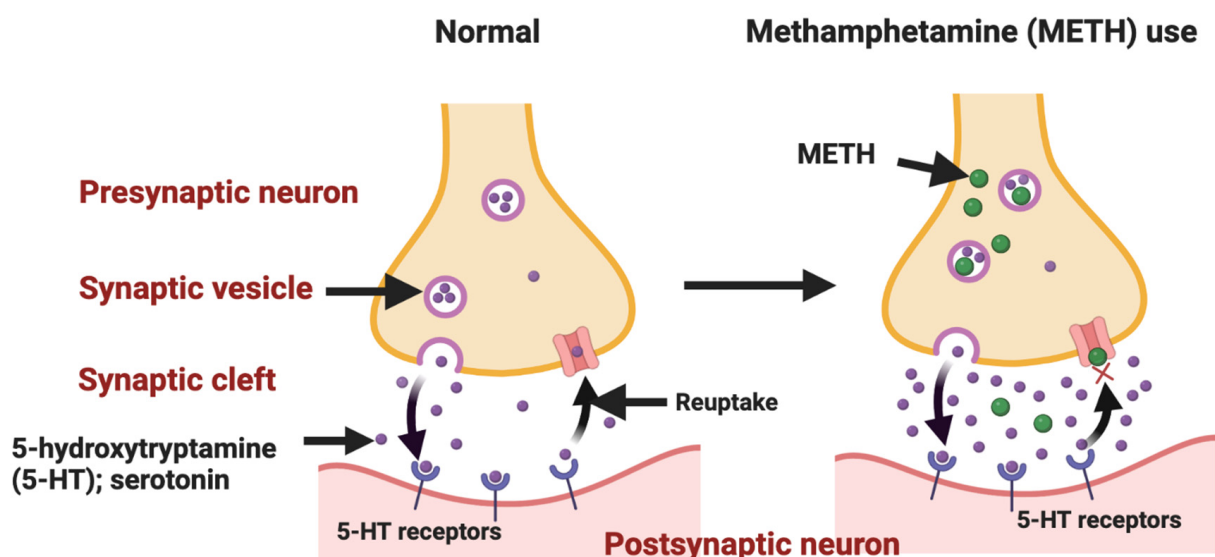 Normal
Methamphetamine (METH) use
METH
Presynaptic neuron
Synaptic vesicle
Synaptic cleft
Reuptake
5-hydroxytryptamine
(5-HT); serotonin
5-HT receptors
5-HT receptors
Postsynaptic neuron